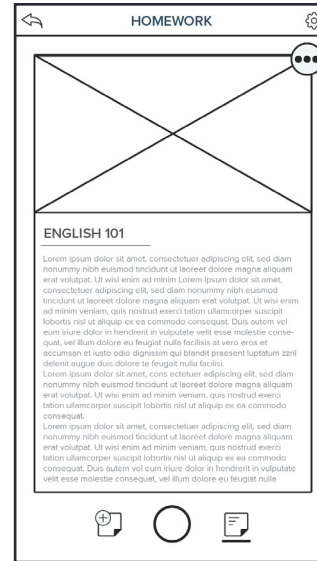 HOMEWORK
ENGLISH 101
Lorem ipsum dolor sit amet, consectetuer adipiscing elit, sed diam
nonummy nibh euismod tincidunt ut laoreet dolore magna aliquam
erat volutpat. Ut wisi enim ad minim Lorem ipsum dolor sit amet,
consectetuer adipiscing elit, sed diam nonummy nibh euismod
tincidunt ut laoreet dolore magna aliquam erat volutpat. Ut wisi enim
ad minim veniam, quis nostrud exerci tation ullamcorper suscipit
lobortis nisl ut aliquip ex ea commodo consequat. Duis autem vel
eum iriure dolor in hendrerit in vulputate velit esse molestie conse-
quat, vel illum dolore eu feugiat nulla facilisis at vero eros et
accumsan et iusto odio dignissim qui blandit praesent luptatum zzril
delenit augue duis dolore te feugait nulla facilisi.
Lorem ipsum dolor sit amet, cons ectetuer adipiscing elit, sed diam
nonummy nibh euismod tincidunt ut laoreet dolore magna aliquam
erat volutpat. Ut wisi enim ad minim veniam, quis nostrud exerci
tation ullamcorper suscipit lobortis nisl ut aliquip ex ea commodo
consequat.
Lorem ipsum dolor sit amet, consectetuer adipiscing elit, sed diam
nonummy nibh euismod tincidunt ut laoreet dolore magna aliquam
erat volutpat. Ut wisi enim ad minim veniam, quis nostrud exerci
tation ullamcorper suscipit lobortis nisl ut aliquip ex ea commodo
consequat. Duis autem vel eum iriure dolor in hendrerit in vulputate
velit esse molestie consequat, vel illum dolore eu feugiat nulla